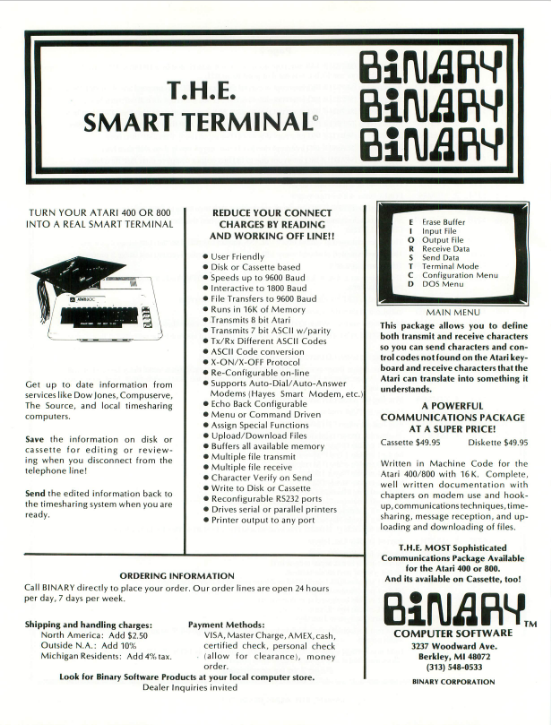 T.H.E.
SMART TERMINAL©
BiNARY
BiNARY
BiNARY
TURN YOUR ATARI 400 OR 800
INTO A REAL SMART TERMINAL
Get up to date information from
services like Dow Jones, Compuserve,
The Source, and local timesharing
computers.
Save the information on disk or
cassette for editing or review-
ing when you disconnect from the
telephone line!
Send the edited information back to
the timesharing system when you are
ready.
REDUCE YOUR CONNECT
CHARGES BY READING
AND WORKING OFF LINE!!
● User Friendly
● Disk or Cassette based
● Speeds up to 9600 Baud
● Interactive to 1800 Baud
● File Transfers to 9600 Baud
● Runs in 16K of Memory
● Transmits 8 bit Atari
● Transmits 7 bit ASCII w/parity
● Tx/Rx Different ASCII Codes
● ASCII Code conversion
● X-ON/X-OFF Protocol
● Re-Configurable on-line
● Supports Auto-Dial/Auto-Answer
Modems (Hayes Smart Modem, etc.)
● Echo Back Configurable
● Menu or Command Driven
● Assign Special Functions
● Upload/Download Files
● Buffers all available memory
● Multiple file transmit
● Multiple file receive
● Character Verify on Send
● Write to Disk or Cassette
● Reconfigurable RS232 ports
● Drives serial or parallel printers
● Printer output to any port
E Erase Buffer
I Input File
O Output File
R Receive Data
S Send Data
T Terminal Mode
C Configuration Menu
D DOS Menu
MAIN MENU
This package allows you to define
both transmit and receive characters
so you can send characters and con-
trol codes not found on the Atari key-
board and receive characters that the
Atari can translate into something it
understands.
A POWERFUL
COMMUNICATIONS PACKAGE
AT A SUPER PRICE!
Cassette $49.95 Diskette $49.95
Written in Machine Code for the
Atari 400/800 with 16K. Complete,
well written documentation with
chapters on modem use and hook-
up, communications techniques, time-
sharing, message reception, and up-
loading and downloading of files.
T.H.E. MOST Sophisticated
Communications Package Available
for the Atari 400 or 800.
And its available on Cassette, too!
ORDERING INFORMATION
Call BINARY directly to place your order. Our order lines are open 24 hours
per day, 7 days per week.
Shipping and handling charges:
North America: Add $2.50
Outside N.A.: Add 10%
Michigan Residents: Add 4% tax.
Payment Methods:
VISA, Master Charge, AMEX, cash,
certified check, personal check
(allow for clearance), money
order.
Look for Binary Software Products at your local computer store.
Dealer Inquiries invited
BiNARY TM
COMPUTER SOFTWARE
3237 Woodward Ave.
Berkley, MI 48072
(313) 548-0533
BINARY CORPORATION